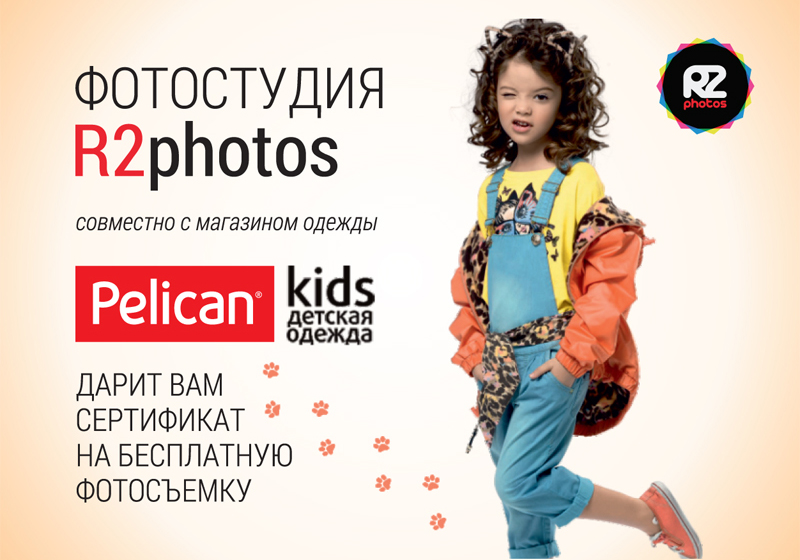 ФОТОСТУДИЯ
R2photos
совместно с магазином одежды
Pelican®
kids
детская
одежда
ДАРИТ ВАМ
СЕРТИФИКАТ
НА БЕСПЛАТНУЮ
ФОТОСЪЕМКУ
R2
photos